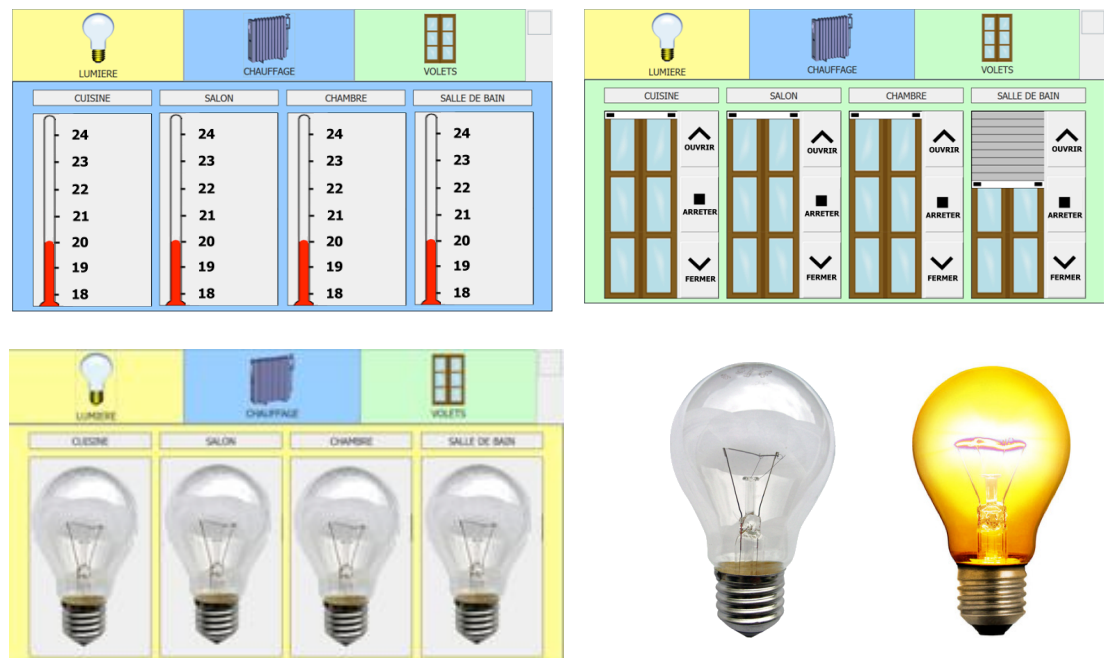 LUMIERE CHAUFFAGE VOLETS
CUISINE SALON CHAMBRE SALLE DE BAIN
24 24 24 24
23 23 23 23
22 22 22 22
21 21 21 21
20 20 20 20
19 19 19 19
18 18 18 18
LUMIERE CHAUFFAGE VOLETS
CUISINE SALON CHAMBRE SALLE DE BAIN
OUVRIR OUVRIR OUVRIR OUVRIR
ARRETER ARRETER ARRETER ARRETER
FERMER FERMER FERMER FERMER
LUMIERE CHAUFFAGE VOLETS
CUISINE SALON CHAMBRE SALLE DE BAIN